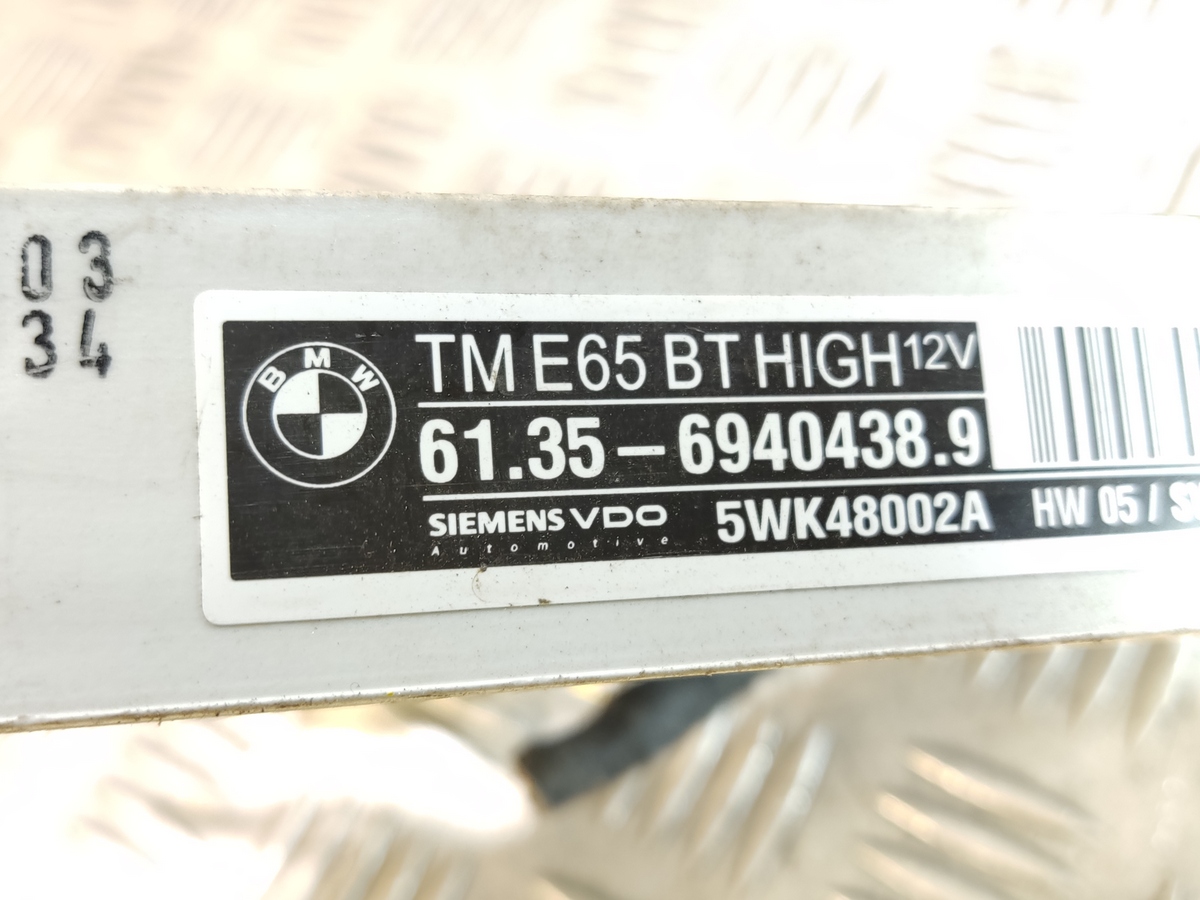 03
34
BMW
TM E65 BT HIGH 12V
61.35 – 6940438.9
SIEMENS VDO 5WK48002A HW 05 /
Automotive